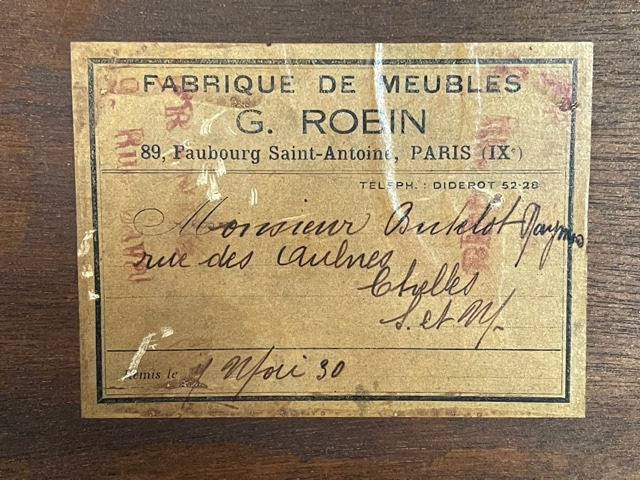 FABRIQUE DE MEUBLES
G. ROBIN
89, Faubourg Saint-Antoine, PARIS (IXᵉ)
TÉLÉPH. : DIDEROT 52-28
Monsieur
rue des Aulnes
Chelles
S. et M.
Remis le 7 Mai 30